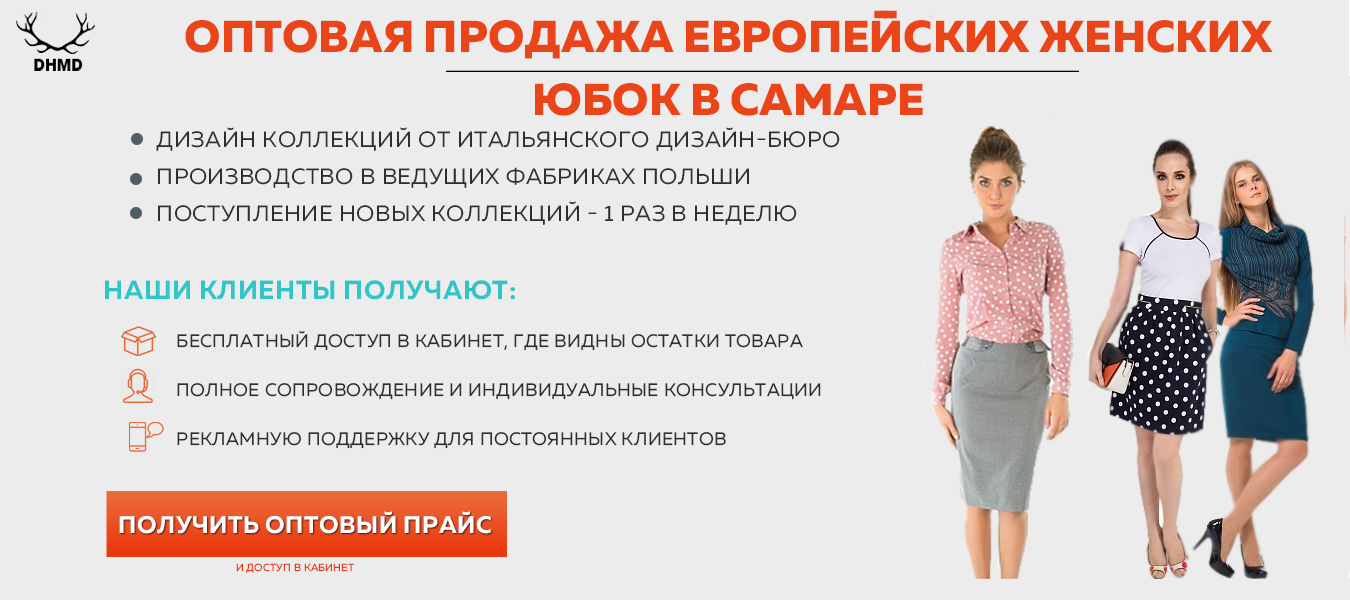 DHMD
ОПТОВАЯ ПРОДАЖА ЕВРОПЕЙСКИХ ЖЕНСКИХ
ЮБОК В САМАРЕ
ДИЗАЙН КОЛЛЕКЦИЙ ОТ ИТАЛЬЯНСКОГО ДИЗАЙН-БЮРО
ПРОИЗВОДСТВО В ВЕДУЩИХ ФАБРИКАХ ПОЛЬШИ
ПОСТУПЛЕНИЕ НОВЫХ КОЛЛЕКЦИЙ - 1 РАЗ В НЕДЕЛЮ
НАШИ КЛИЕНТЫ ПОЛУЧАЮТ:
БЕСПЛАТНЫЙ ДОСТУП В КАБИНЕТ, ГДЕ ВИДНЫ ОСТАТКИ ТОВАРА
ПОЛНОЕ СОПРОВОЖДЕНИЕ И ИНДИВИДУАЛЬНЫЕ КОНСУЛЬТАЦИИ
РЕКЛАМНУЮ ПОДДЕРЖКУ ДЛЯ ПОСТОЯННЫХ КЛИЕНТОВ
ПОЛУЧИТЬ ОПТОВЫЙ ПРАЙС
И ДОСТУП В КАБИНЕТ